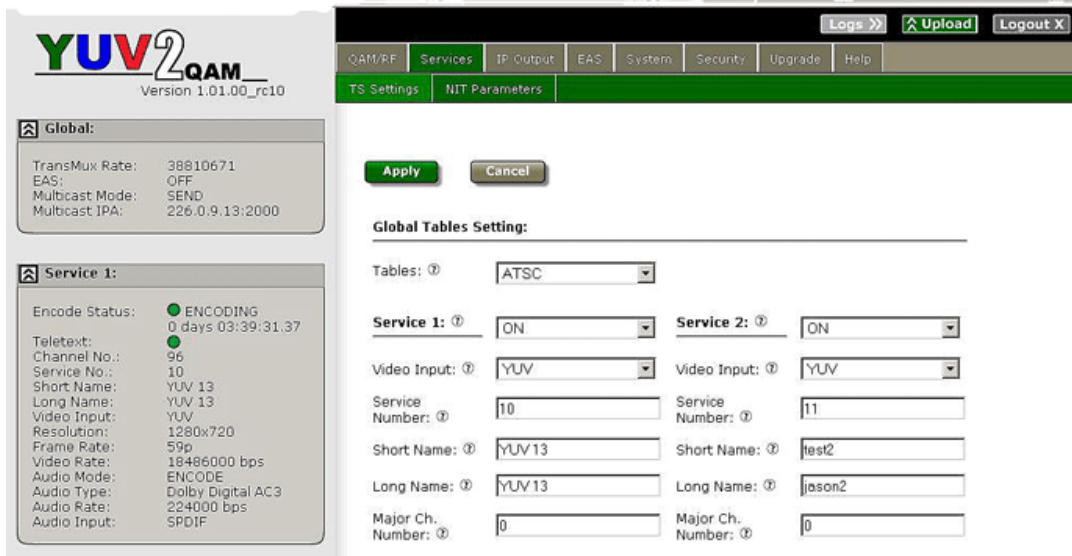 YUV2QAM
Version 1.01.00_rc10
Global:
TransMux Rate: 38810671
EAS: OFF
Multicast Mode: SEND
Multicast IPA: 226.0.9.13:2000
Service 1:
Encode Status: ENCODING
0 days 03:39:31.37
Teletext:
Channel No.: 96
Service No.: 10
Short Name: YUV 13
Long Name: YUV 13
Video Input: YUV
Resolution: 1280x720
Frame Rate: 59p
Video Rate: 18486000 bps
Audio Mode: ENCODE
Audio Type: Dolby Digital AC3
Audio Rate: 224000 bps
Audio Input: SPDIF
Logs Upload Logout X
QAM/RF Services IP Output EAS System Security Upgrade Help
TS Settings NIT Parameters
Apply Cancel
Global Tables Setting:
Tables: ? ATSC
Service 1: ? ON Service 2: ? ON
Video Input: ? YUV Video Input: ? YUV
Service Service
Number: ? 10 Number: ? 11
Short Name: ? YUV 13 Short Name: ? test2
Long Name: ? YUV 13 Long Name: ? jason2
Major Ch. Major Ch.
Number: ? 0 Number: ? 0